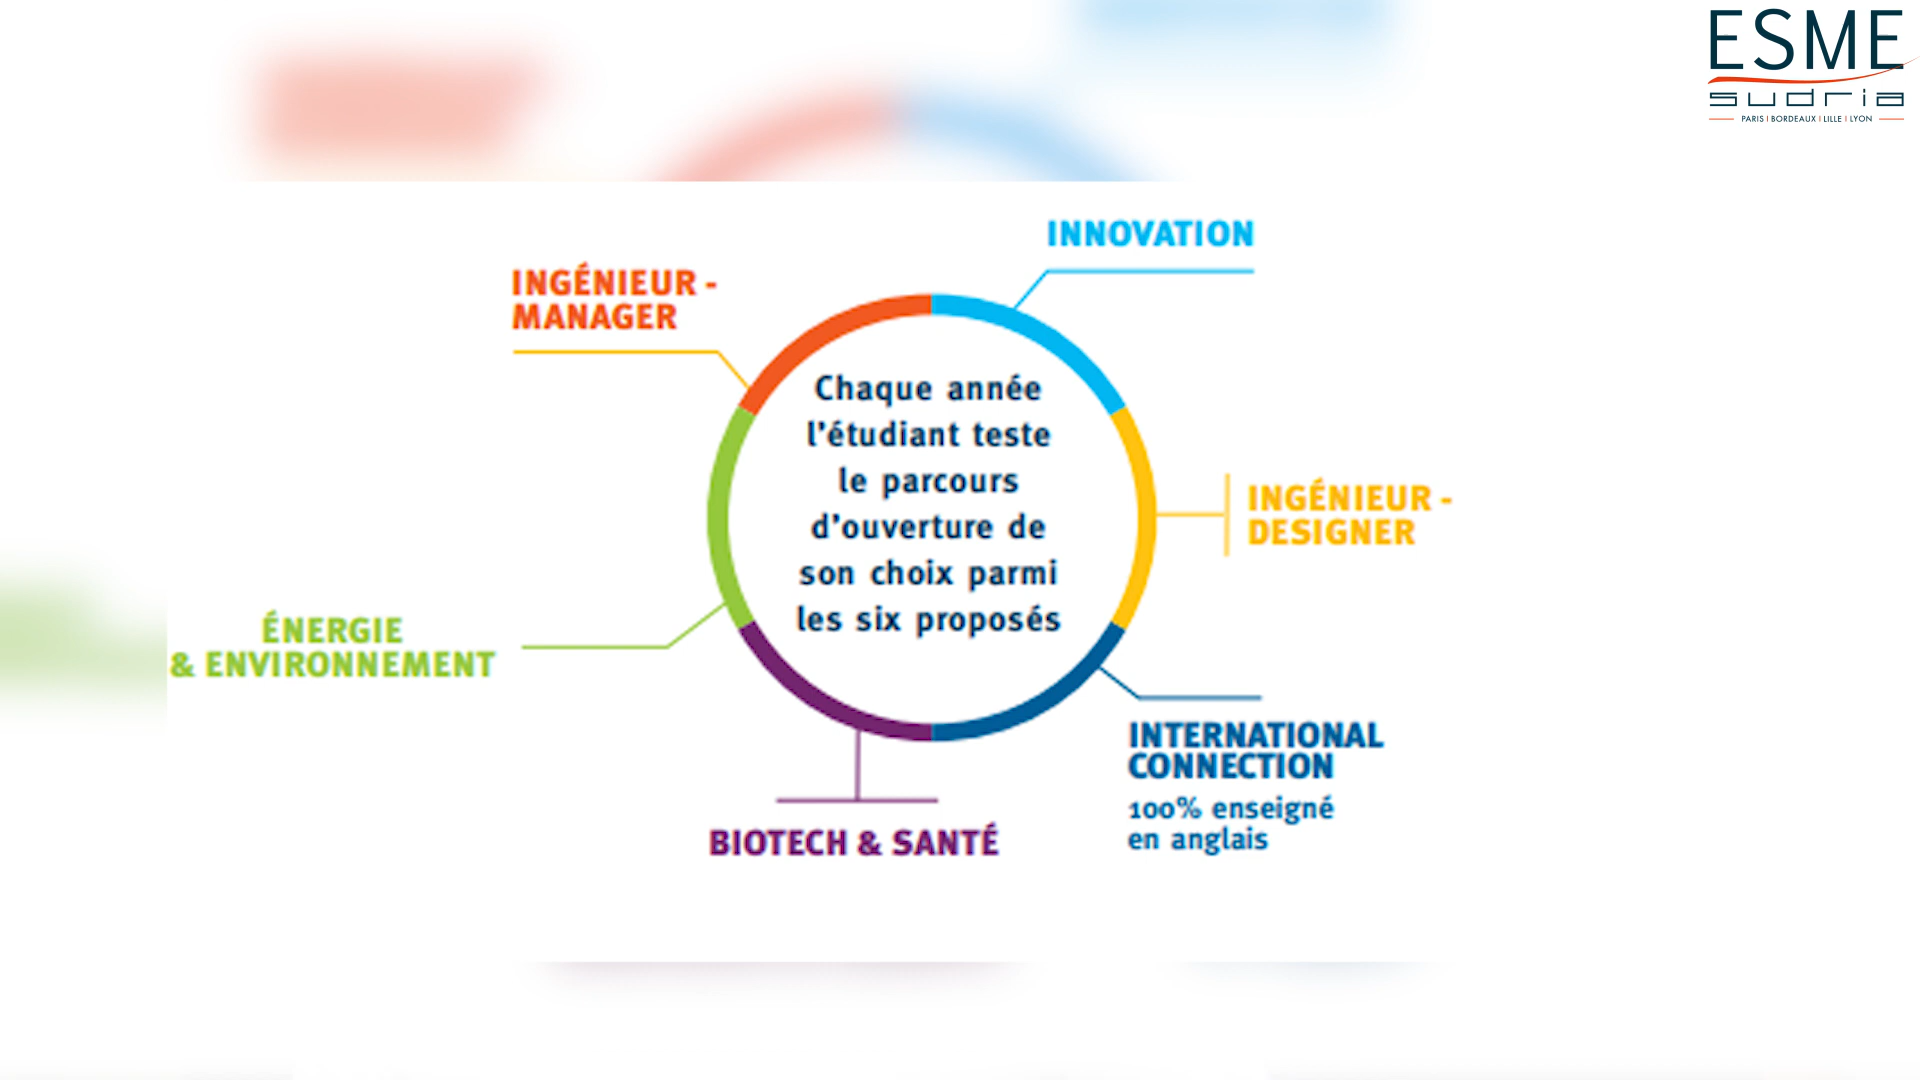 ESME
sudria
PARIS | BORDEAUX | LILLE | LYON
INNOVATION
INGÉNIEUR -
MANAGER
Chaque année
l'étudiant teste
le parcours
d'ouverture de
son choix parmi
les six proposés
INGÉNIEUR -
DESIGNER
ÉNERGIE
& ENVIRONNEMENT
INTERNATIONAL
CONNECTION
100% enseigné
en anglais
BIOTECH & SANTÉ